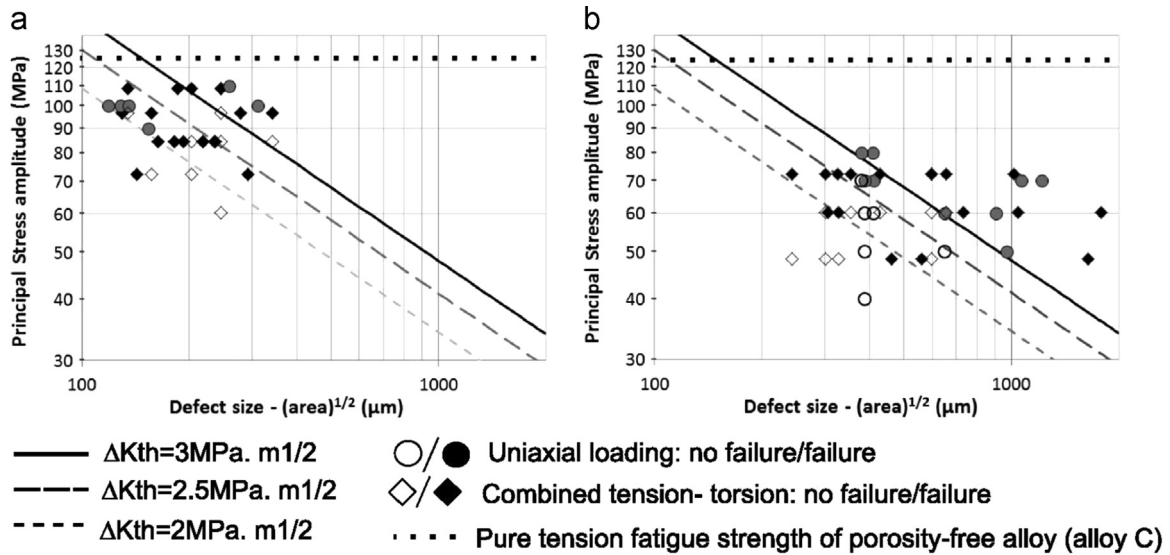 a
b
Principal Stress amplitude (MPa)
130
120
110
100
90
80
70
60
50
40
30
100
1000
Defect size - (area)1/2 (μm)
Principal Stress amplitude (MPa)
130
120
110
100
90
80
70
60
50
40
30
100
1000
Defect size - (area)1/2 (μm)
ΔKth=3MPa. m1/2
ΔKth=2.5MPa. m1/2
ΔKth=2MPa. m1/2
/ Uniaxial loading: no failure/failure
/ Combined tension- torsion: no failure/failure
Pure tension fatigue strength of porosity-free alloy (alloy C)